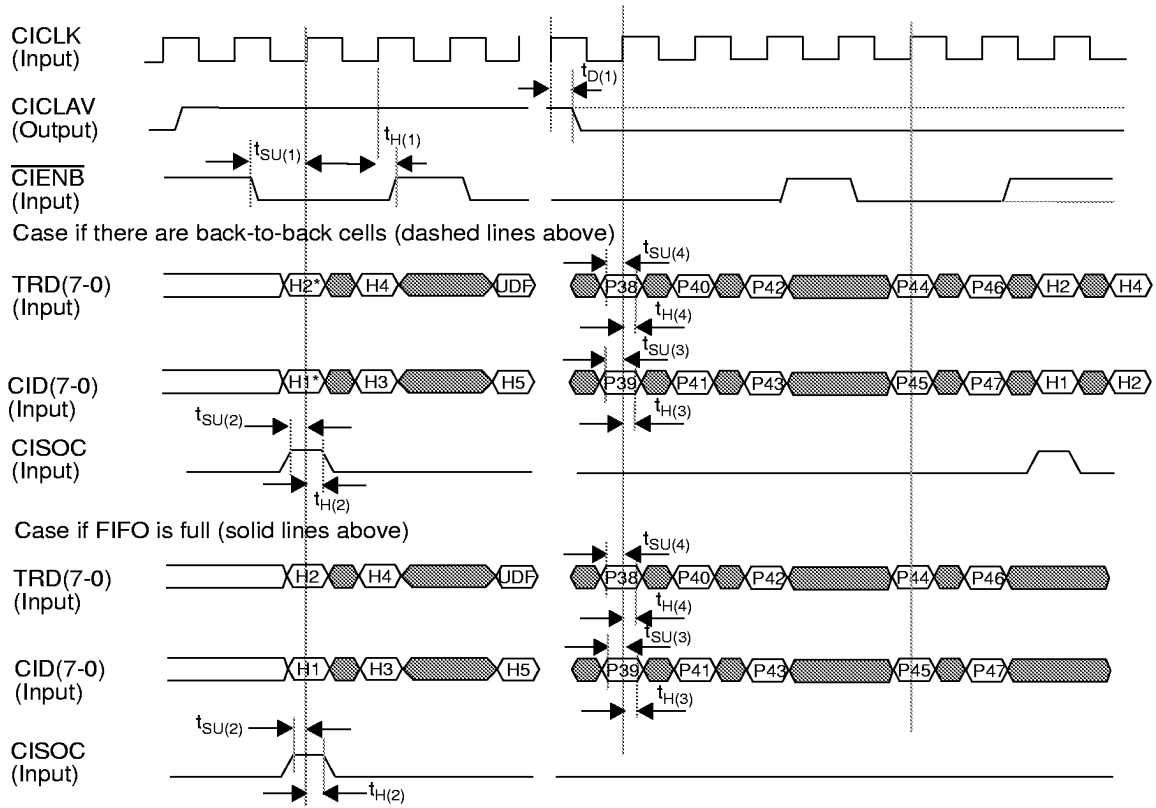 CICLK
(Input)
tD(1)
CICLAV
(Output)
tSU(1)
tH(1)
CIENB
(Input)
Case if there are back-to-back cells (dashed lines above)
tSU(4)
TRD(7-0)
(Input)
H2* H4 UDF P38 P40 P42 P44 P46 H2 H4
tH(4)
tSU(3)
CID(7-0)
(Input)
H1* H3 H5 P39 P41 P43 P45 P47 H1 H2
tSU(2)
tH(3)
CISOC
(Input)
tH(2)
Case if FIFO is full (solid lines above)
tSU(4)
TRD(7-0)
(Input)
H2 H4 UDF P38 P40 P42 P44 P46
tH(4)
tSU(3)
CID(7-0)
(Input)
H1 H3 H5 P39 P41 P43 P45 P47
tH(3)
tSU(2)
CISOC
(Input)
tH(2)